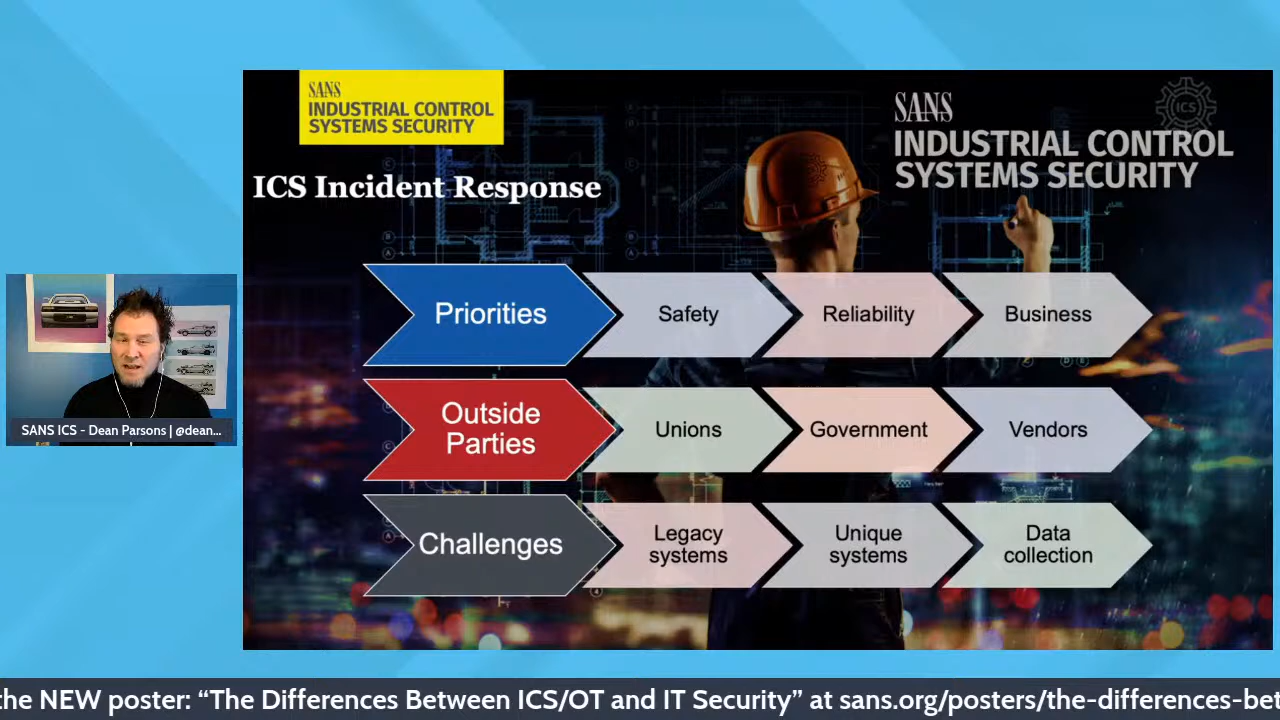 SANS
INDUSTRIAL CONTROL
SYSTEMS SECURITY
SANS
INDUSTRIAL CONTROL
SYSTEMS SECURITY
ICS
ICS Incident Response
Priorities
Safety
Reliability
Business
Outside
Parties
Unions
Government
Vendors
Challenges
Legacy
systems
Unique
systems
Data
collection
SANS ICS - Dean Parsons | @dean...
the NEW poster: “The Differences Between ICS/OT and IT Security” at sans.org/posters/the-differences-bet